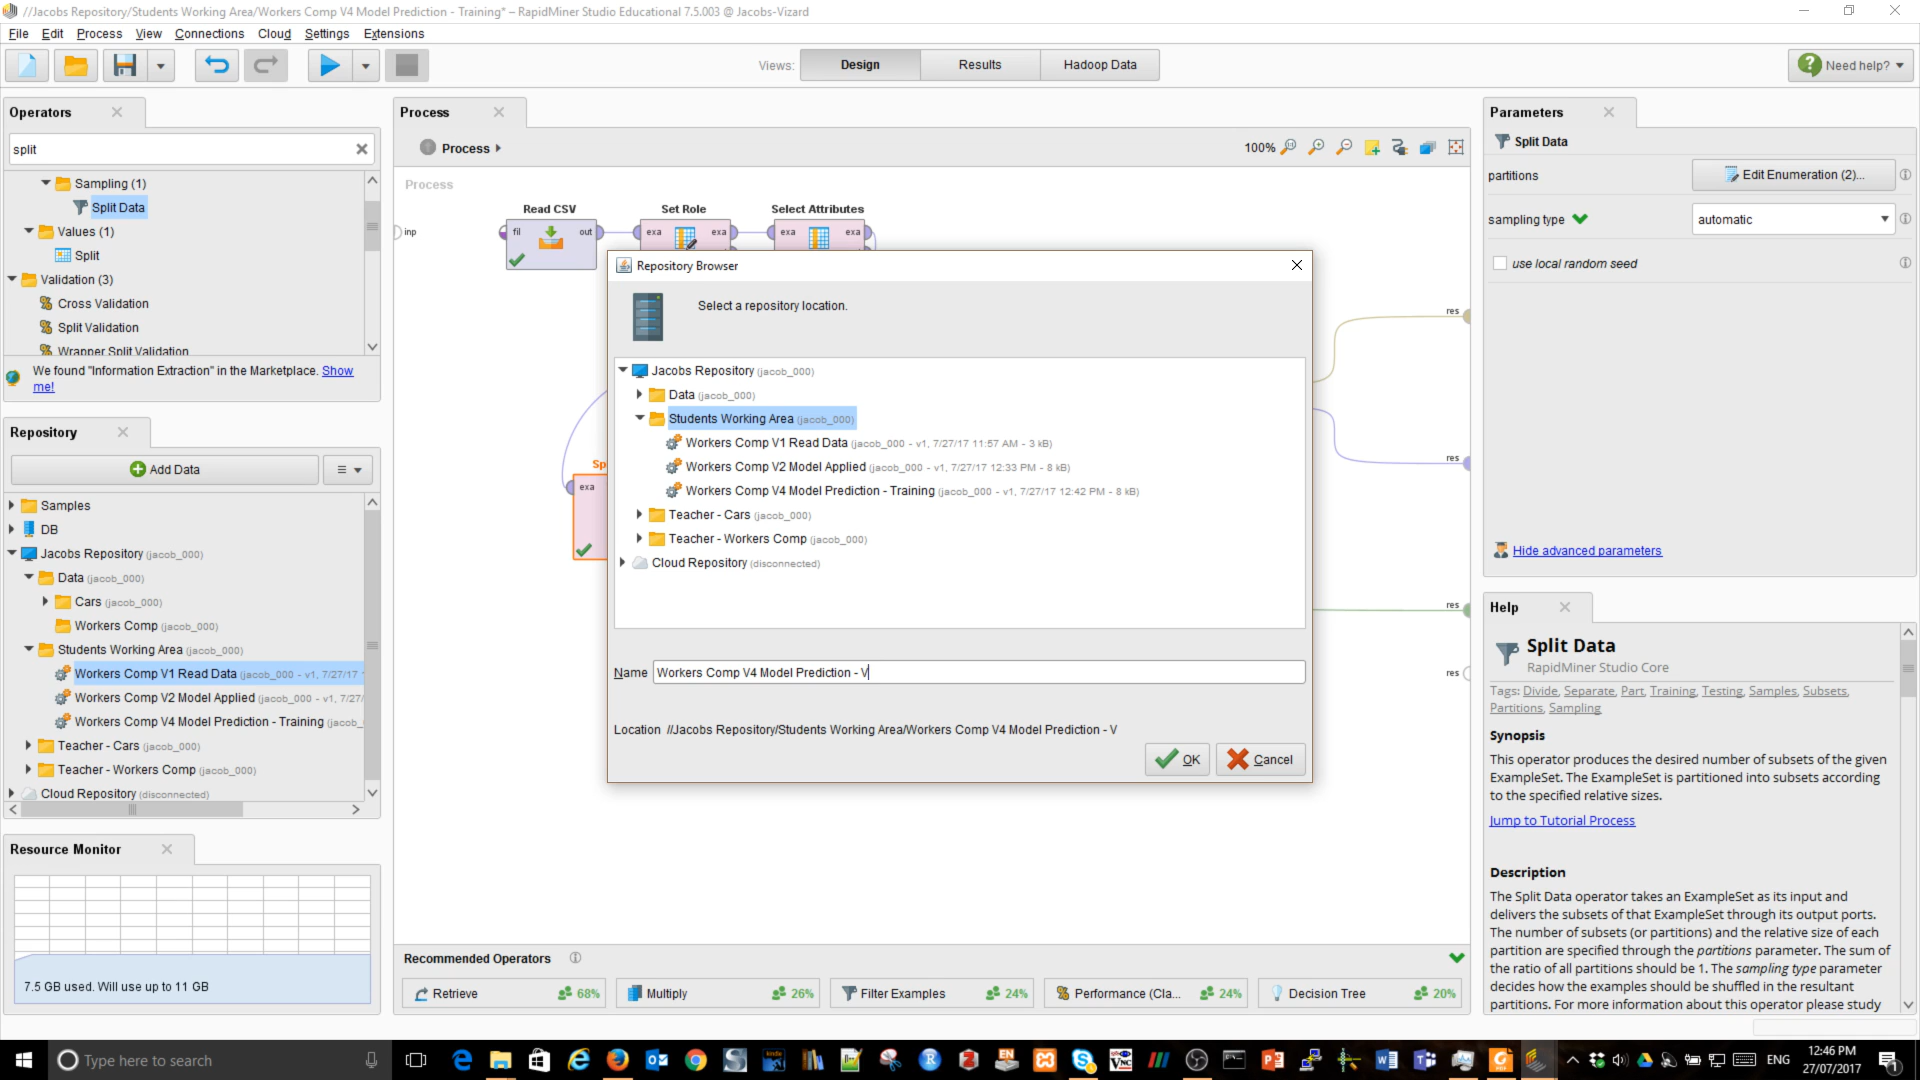 //Jacobs Repository/Students Working Area/Workers Comp V4 Model Prediction - Training* – RapidMiner Studio Educational 7.5.003 @ Jacobs-Vizard
File Edit Process View Connections Cloud Settings Extensions
Views: Design Results Hadoop Data
Need help?
Operators
split
Sampling (1)
Split Data
Values (1)
Split
Validation (3)
Cross Validation
Split Validation
Wrapper Split Validation
We found "Information Extraction" in the Marketplace. Show
me!
Repository
Add Data
Samples
DB
Jacobs Repository (jacob_000)
Data (jacob_000)
Cars (jacob_000)
Workers Comp (jacob_000)
Students Working Area (jacob_000)
Workers Comp V1 Read Data (jacob_000 - v1, 7/27/17
Workers Comp V2 Model Applied (jacob_000 - v1, 7/27/
Workers Comp V4 Model Prediction - Training (jacob_
Teacher - Cars (jacob_000)
Teacher - Workers Comp (jacob_000)
Cloud Repository (disconnected)
Resource Monitor
7.5 GB used. Will use up to 11 GB
Process
Process
100%
Process
inp
Read CSV
fil out
Set Role
exa exa
Select Attributes
exa exa
Sp
exa
res
res
res
res
Repository Browser
Select a repository location.
Jacobs Repository (jacob_000)
Data (jacob_000)
Students Working Area (jacob_000)
Workers Comp V1 Read Data (jacob_000 - v1, 7/27/17 11:57 AM - 3 kB)
Workers Comp V2 Model Applied (jacob_000 - v1, 7/27/17 12:33 PM - 8 kB)
Workers Comp V4 Model Prediction - Training (jacob_000 - v1, 7/27/17 12:42 PM - 8 kB)
Teacher - Cars (jacob_000)
Teacher - Workers Comp (jacob_000)
Cloud Repository (disconnected)
Name Workers Comp V4 Model Prediction - V
Location //Jacobs Repository/Students Working Area/Workers Comp V4 Model Prediction - V
OK Cancel
Recommended Operators
Retrieve 68%
Multiply 26%
Filter Examples 24%
Performance (Cla... 24%
Decision Tree 20%
Parameters
Split Data
partitions Edit Enumeration (2)...
sampling type automatic
use local random seed
Hide advanced parameters
Help
Split Data
RapidMiner Studio Core
Tags: Divide, Separate, Part, Training, Testing, Samples, Subsets,
Partitions, Sampling
Synopsis
This operator produces the desired number of subsets of the given
ExampleSet. The ExampleSet is partitioned into subsets according
to the specified relative sizes.
Jump to Tutorial Process
Description
The Split Data operator takes an ExampleSet as its input and
delivers the subsets of that ExampleSet through its output ports.
The number of subsets (or partitions) and the relative size of each
partition are specified through the partitions parameter. The sum of
the ratio of all partitions should be 1. The sampling type parameter
decides how the examples should be shuffled in the resultant
partitions. For more information about this operator please study
Type here to search
ENG
12:46 PM
27/07/2017